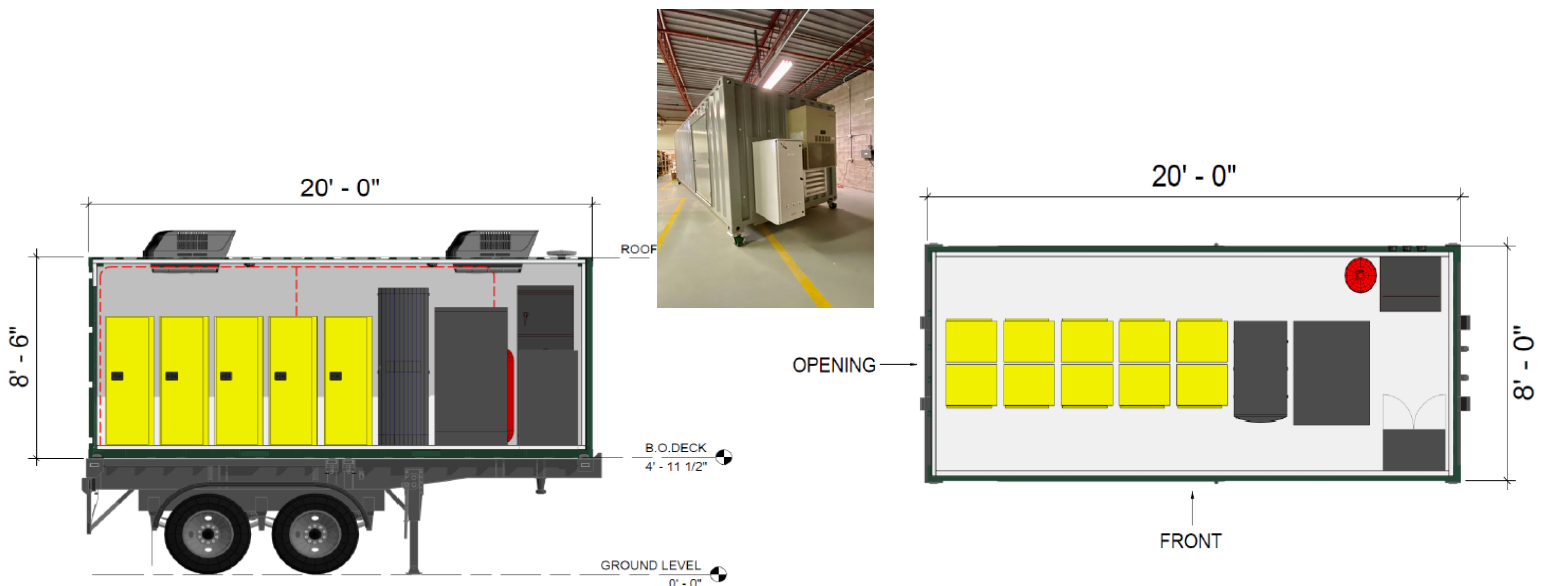 20' - 0"
8' - 6"
ROOF
B.O.DECK
4' - 11 1/2"
GROUND LEVEL
0' - 0"
20' - 0"
OPENING
8' - 0"
FRONT